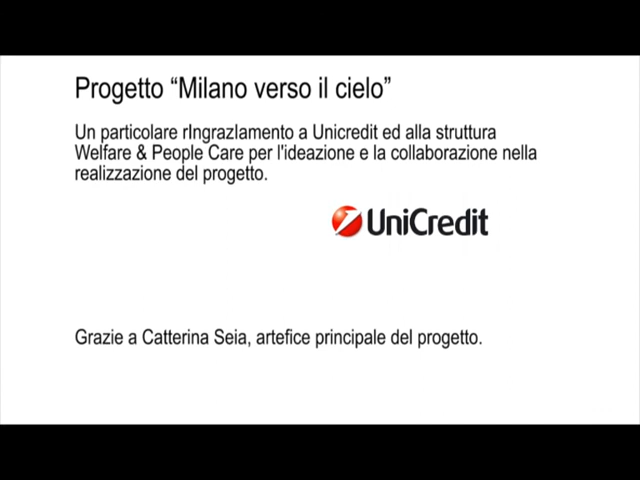 Progetto “Milano verso il cielo”
Un particolare rIngrazIamento a Unicredit ed alla struttura
Welfare & People Care per l'ideazione e la collaborazione nella
realizzazione del progetto.
UniCredit
Grazie a Catterina Seia, artefice principale del progetto.